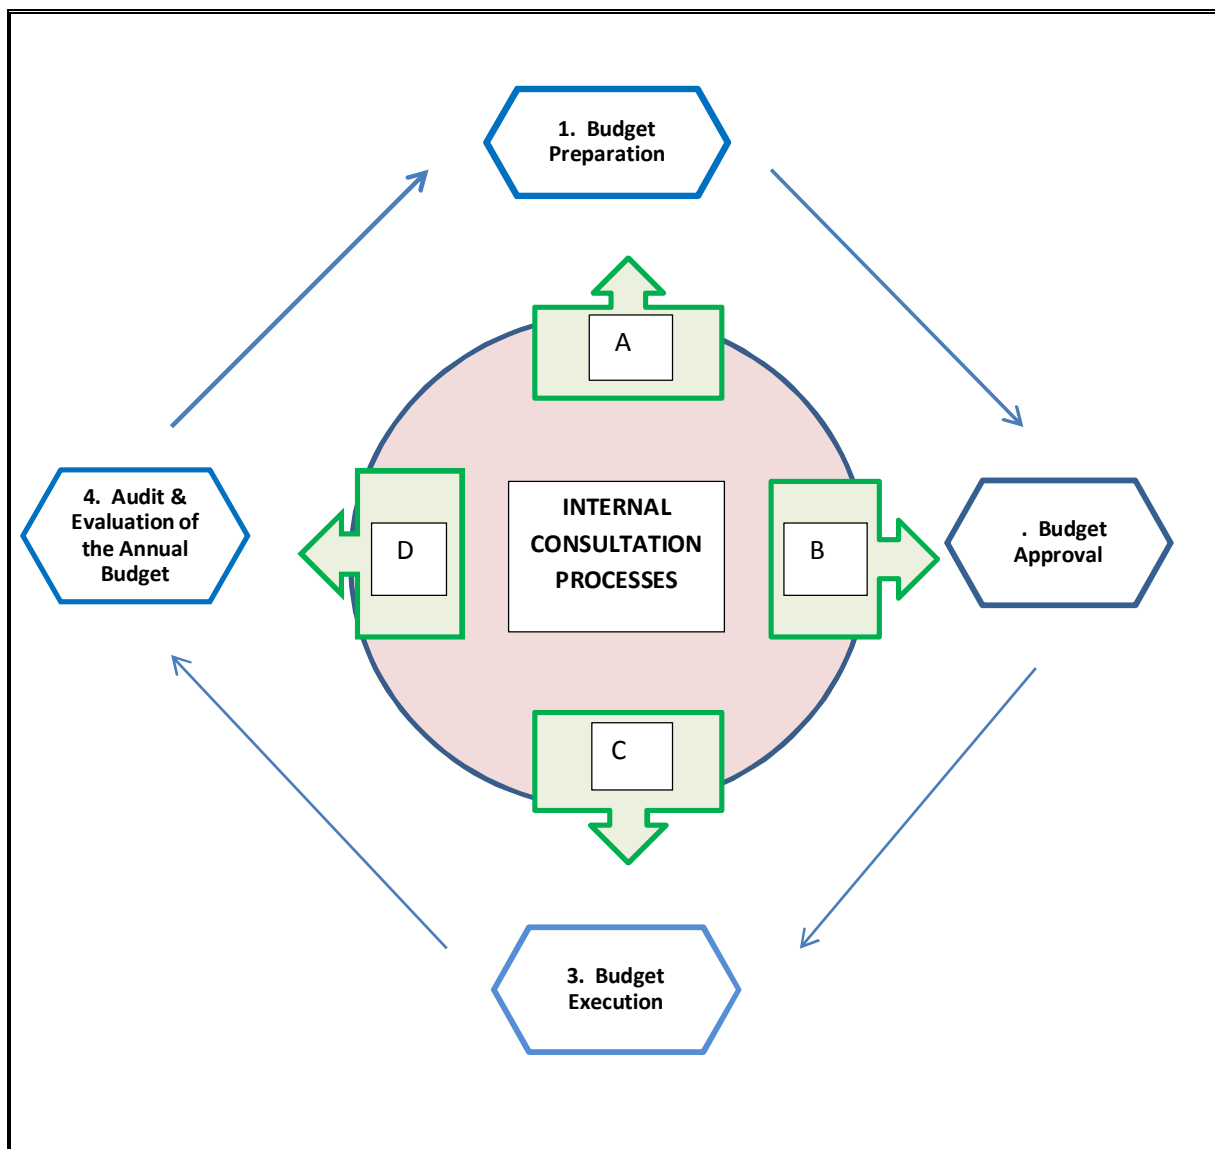 1. Budget
Preparation
A
4. Audit &
Evaluation of
the Annual
Budget
D
INTERNAL
CONSULTATION
PROCESSES
B
. Budget
Approval
C
3. Budget
Execution